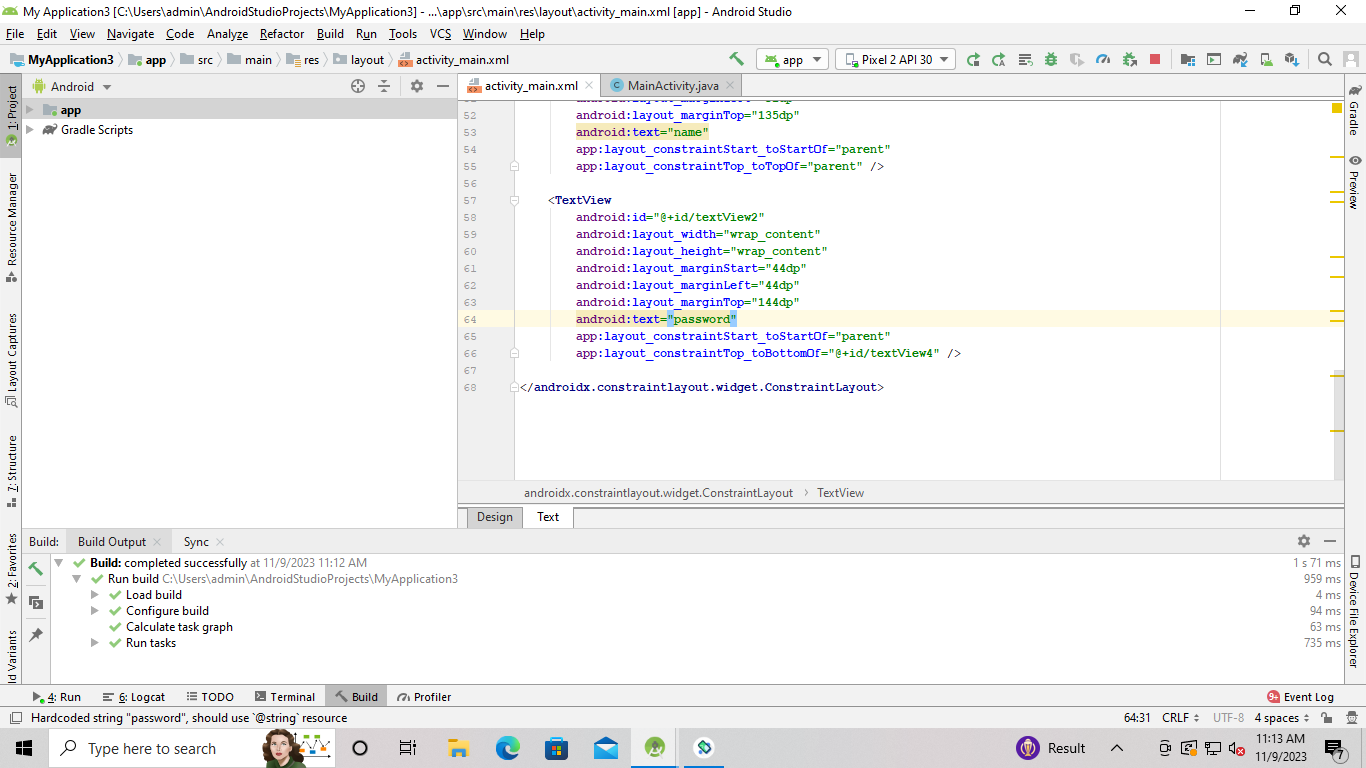 My Application3 [C:\Users\admin\AndroidStudioProjects\MyApplication3] - ...\app\src\main\res\layout\activity_main.xml [app] - Android Studio
File Edit View Navigate Code Analyze Refactor Build Run Tools VCS Window Help
MyApplication3 app src main res layout activity_main.xml
app Pixel 2 API 30
Android
activity_main.xml MainActivity.java
app
Gradle Scripts
1: Project
Resource Manager
Layout Captures
7: Structure
2: Favorites
ld Variants
52 android:layout_marginTop="135dp"
53 android:text="name"
54 app:layout_constraintStart_toStartOf="parent"
55 app:layout_constraintTop_toTopOf="parent" />
56
57 <TextView
58 android:id="@+id/textView2"
59 android:layout_width="wrap_content"
60 android:layout_height="wrap_content"
61 android:layout_marginStart="44dp"
62 android:layout_marginLeft="44dp"
63 android:layout_marginTop="144dp"
64 android:text="password"
65 app:layout_constraintStart_toStartOf="parent"
66 app:layout_constraintTop_toBottomOf="@+id/textView4" />
67
68 </androidx.constraintlayout.widget.ConstraintLayout>
androidx.constraintlayout.widget.ConstraintLayout › TextView
Design Text
Gradle
Preview
Device File Explorer
Build: Build Output Sync
Build: completed successfully at 11/9/2023 11:12 AM 1 s 71 ms
Run build C:\Users\admin\AndroidStudioProjects\MyApplication3 959 ms
Load build 4 ms
Configure build 94 ms
Calculate task graph 63 ms
Run tasks 735 ms
4: Run 6: Logcat TODO Terminal Build Profiler 9+ Event Log
Hardcoded string "password", should use `@string` resource 64:31 CRLF UTF-8 4 spaces
Type here to search
Result
11:13 AM
11/9/2023
7